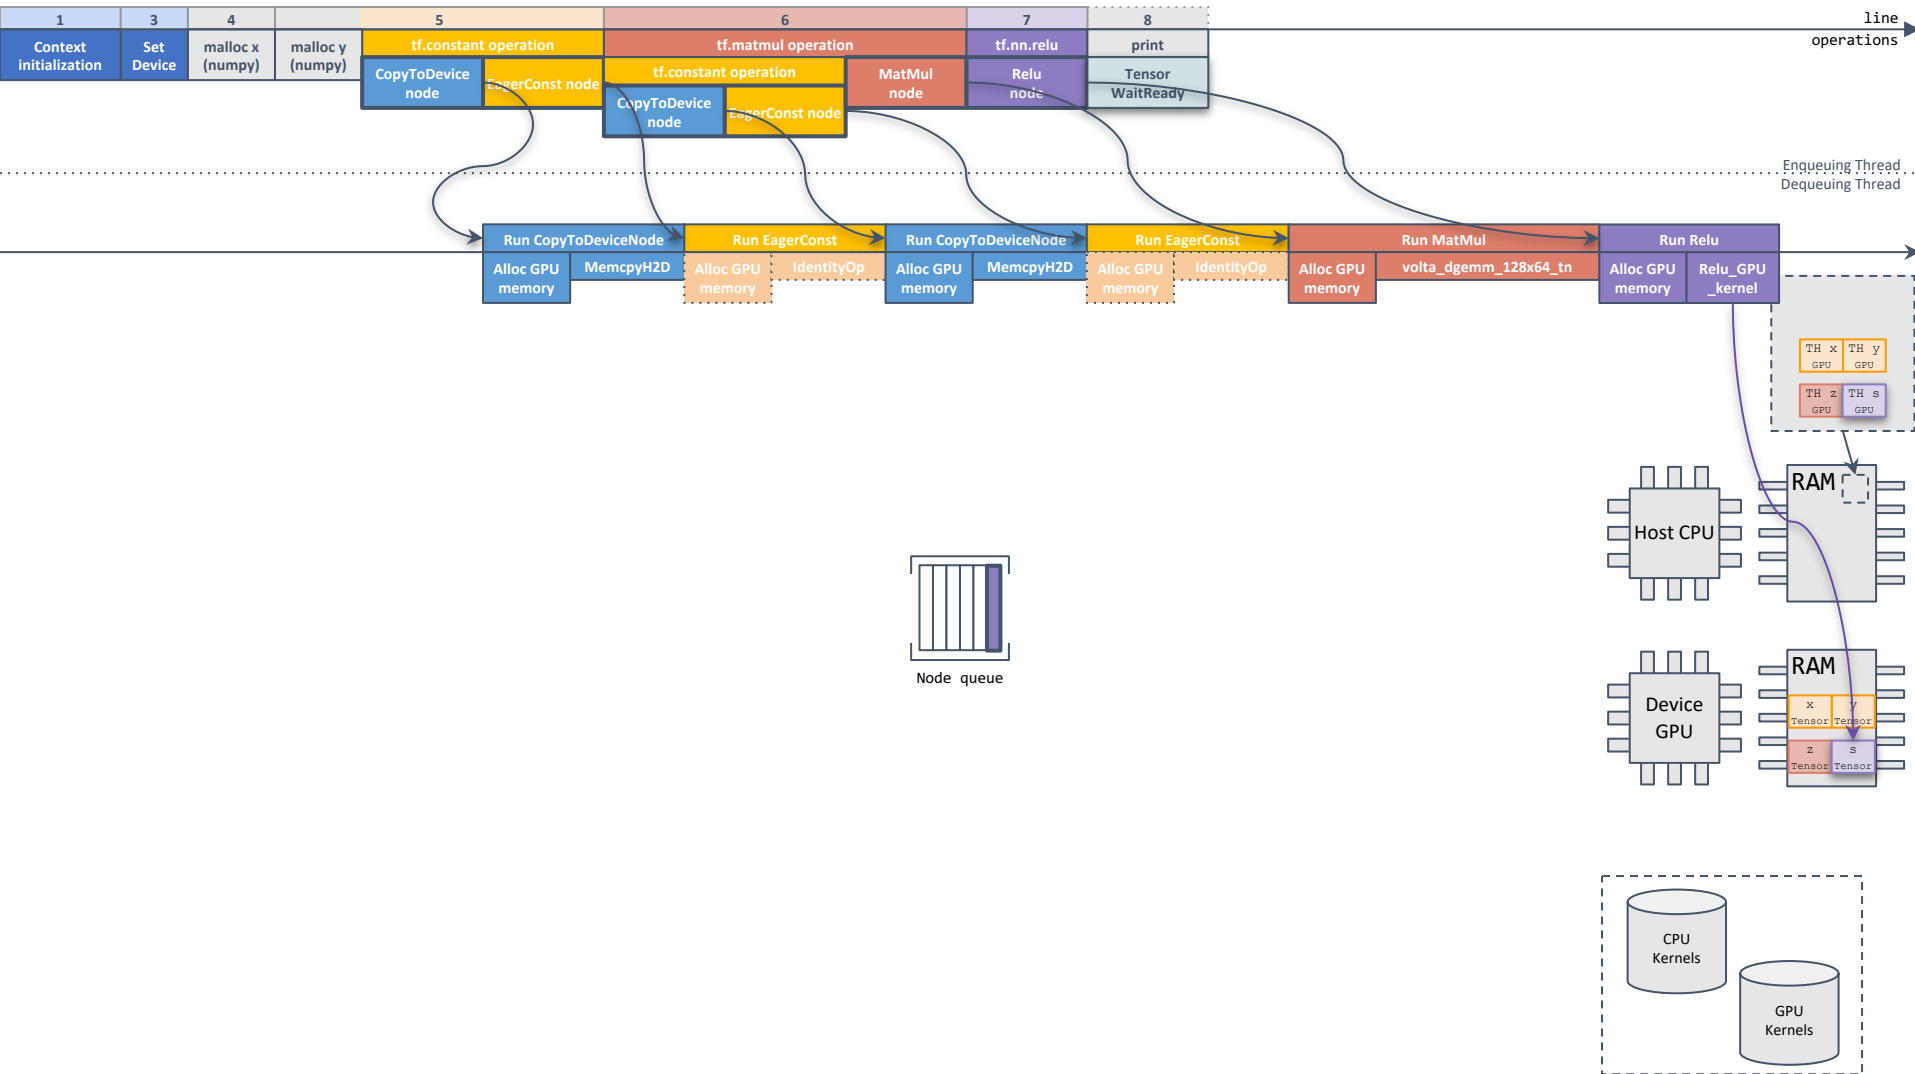 1 3 4 5 6 7 8 line
operations
Context
initialization
Set
Device
malloc x
(numpy)
malloc y
(numpy)
tf.constant operation
tf.matmul operation
tf.nn.relu
print
CopyToDevice
node
EagerConst node
tf.constant operation
MatMul
node
Relu
node
Tensor
WaitReady
CopyToDevice
node
EagerConst node
Enqueuing Thread
Dequeuing Thread
Run CopyToDeviceNode
Run EagerConst
Run CopyToDeviceNode
Run EagerConst
Run MatMul
Run Relu
Alloc GPU
memory
MemcpyH2D
Alloc GPU
memory
IdentityOp
Alloc GPU
memory
MemcpyH2D
Alloc GPU
memory
IdentityOp
Alloc GPU
memory
volta_dgemm_128x64_tn
Alloc GPU
memory
Relu_GPU
_kernel
TH x
GPU
TH y
GPU
TH z
GPU
TH s
GPU
Host CPU
RAM
Node queue
Device
GPU
RAM
x
Tensor
y
Tensor
z
Tensor
s
Tensor
CPU
Kernels
GPU
Kernels